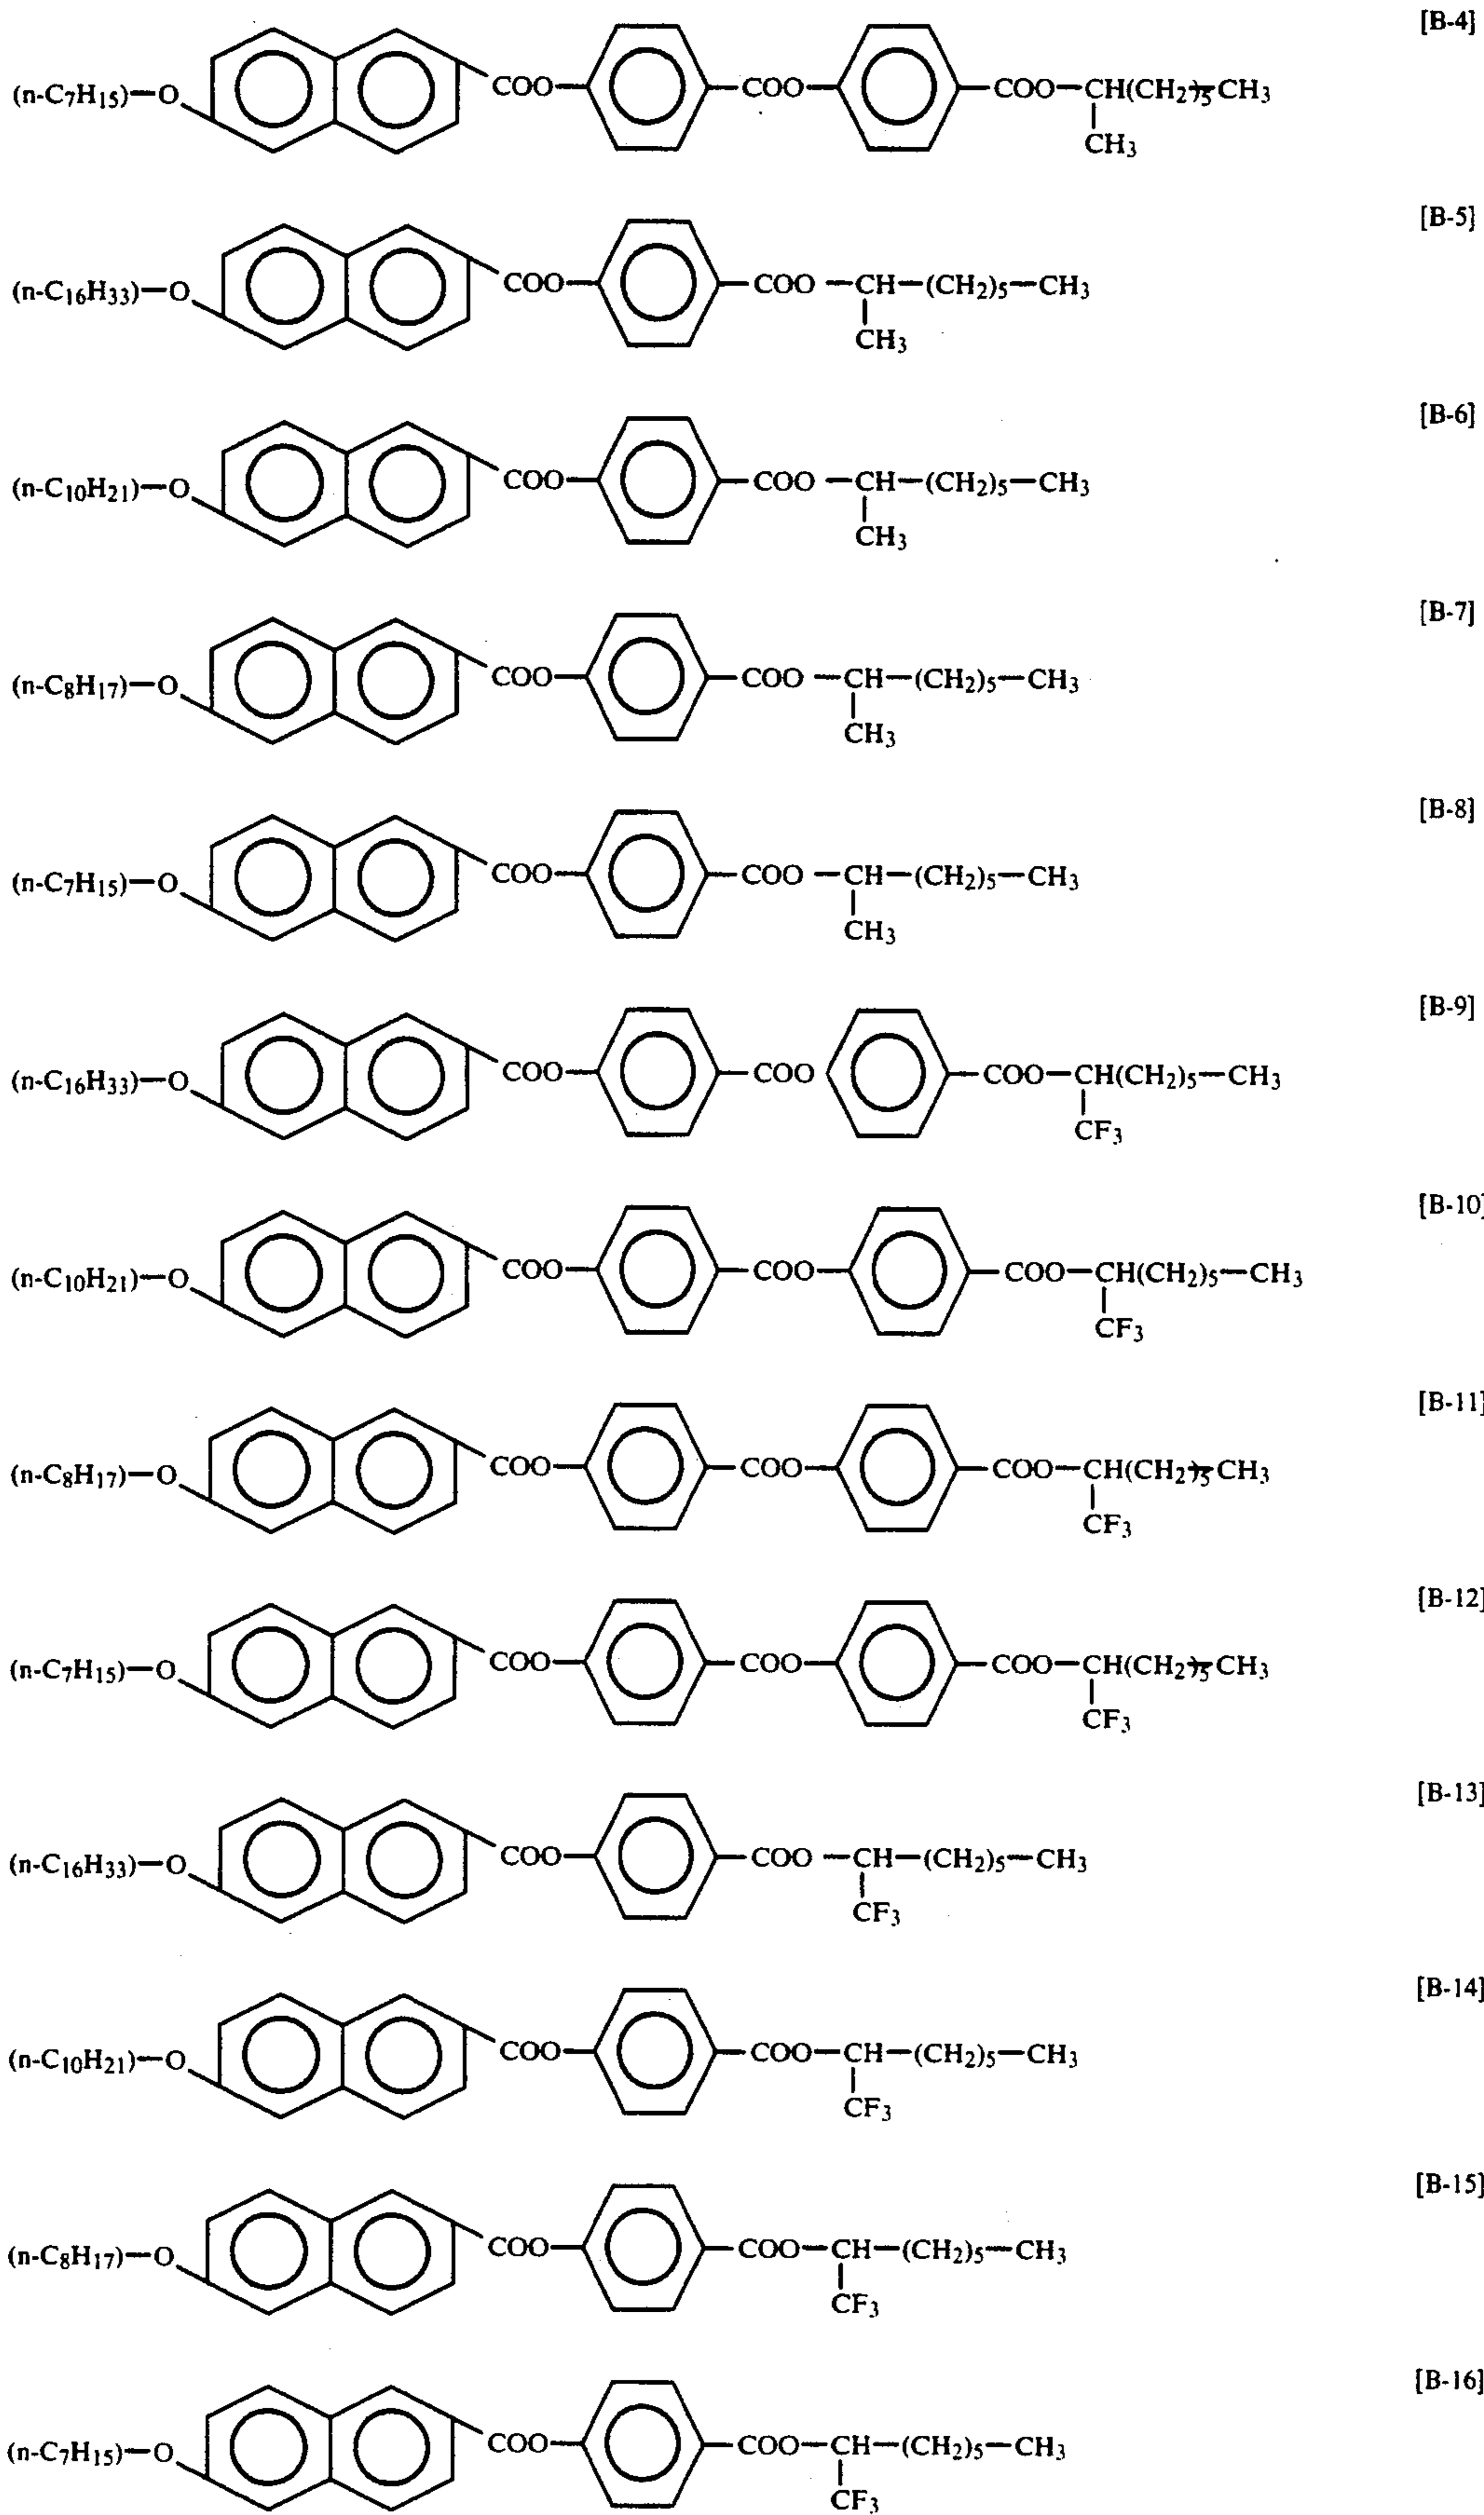 [B-4]
(n-C7H15)—O COO— —COO— —COO—CH(CH2)5—CH3
CH3
[B-5]
(n-C16H33)—O COO— —COO —CH—(CH2)5—CH3
CH3
[B-6]
(n-C10H21)—O COO— —COO —CH—(CH2)5—CH3
CH3
[B-7]
(n-C8H17)—O COO— —COO —CH—(CH2)5—CH3
CH3
[B-8]
(n-C7H15)—O COO— —COO —CH—(CH2)5—CH3
CH3
[B-9]
(n-C16H33)—O COO— —COO —COO—CH(CH2)5—CH3
CF3
[B-10]
(n-C10H21)—O COO— —COO— —COO—CH(CH2)5—CH3
CF3
[B-11]
(n-C8H17)—O COO— —COO— —COO—CH(CH2)5—CH3
CF3
[B-12]
(n-C7H15)—O COO— —COO— —COO—CH(CH2)5—CH3
CF3
[B-13]
(n-C16H33)—O COO— —COO —CH—(CH2)5—CH3
CF3
[B-14]
(n-C10H21)—O COO— —COO—CH—(CH2)5—CH3
CF3
[B-15]
(n-C8H17)—O COO— —COO—CH—(CH2)5—CH3
CF3
[B-16]
(n-C7H15)—O COO— —COO—CH—(CH2)5—CH3
CF3